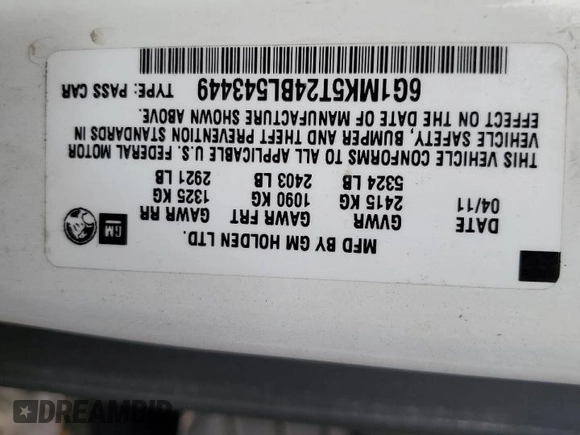 MFD BY GM HOLDEN LTD.
GM
DATE GVWR GAWR FRT GAWR RR
04/11 2415 KG 1090 KG 1325 KG
5324 LB 2403 LB 2921 LB
THIS VEHICLE CONFORMS TO ALL APPLICABLE U.S. FEDERAL MOTOR
VEHICLE SAFETY, BUMPER AND THEFT PREVENTION STANDARDS IN
EFFECT ON THE DATE OF MANUFACTURE SHOWN ABOVE.
6G1MK5T24BL543449 TYPE: PASS CAR
DREAMBID